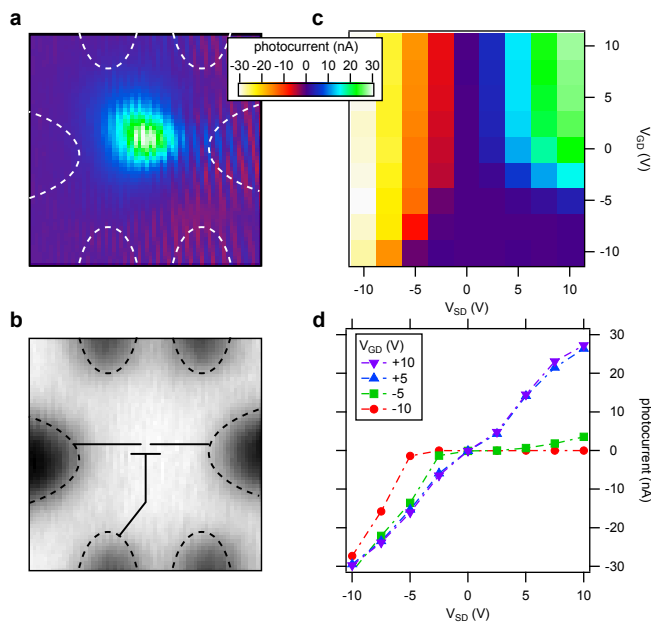 a
photocurrent (nA)
-30 -20 -10 0 10 20 30
c
10
5
0
-5
-10
V_GD (V)
-10 -5 0 5 10
V_SD (V)
b
d
V_GD (V)
+10
+5
-5
-10
30
20
10
0
-10
-20
-30
photocurrent (nA)
-10 -5 0 5 10
V_SD (V)